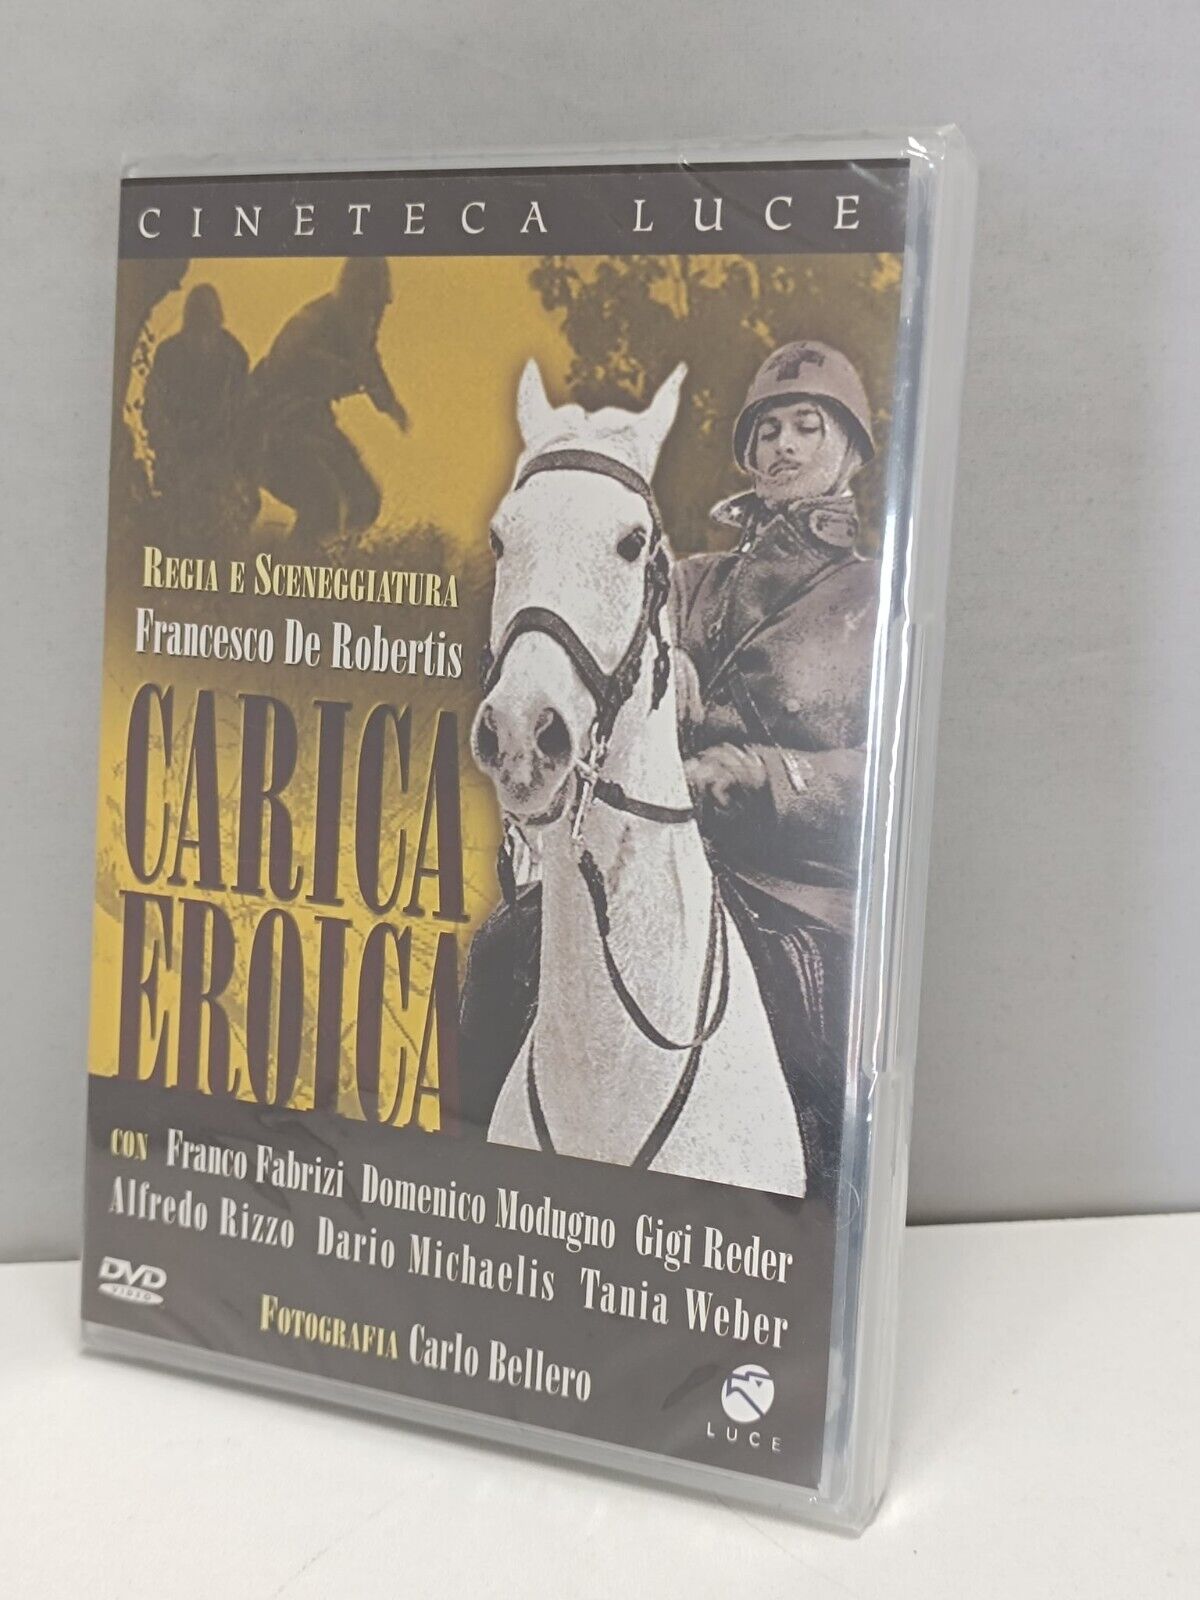 CINETECA LUCE
REGIA E SCENEGGIATURA
Francesco De Robertis
CARICA
EROICA
CON Franco Fabrizi Domenico Modugno Gigi Reder
Alfredo Rizzo Dario Michaelis Tania Weber
FOTOGRAFIA Carlo Bellero
DVD
VIDEO
LUCE